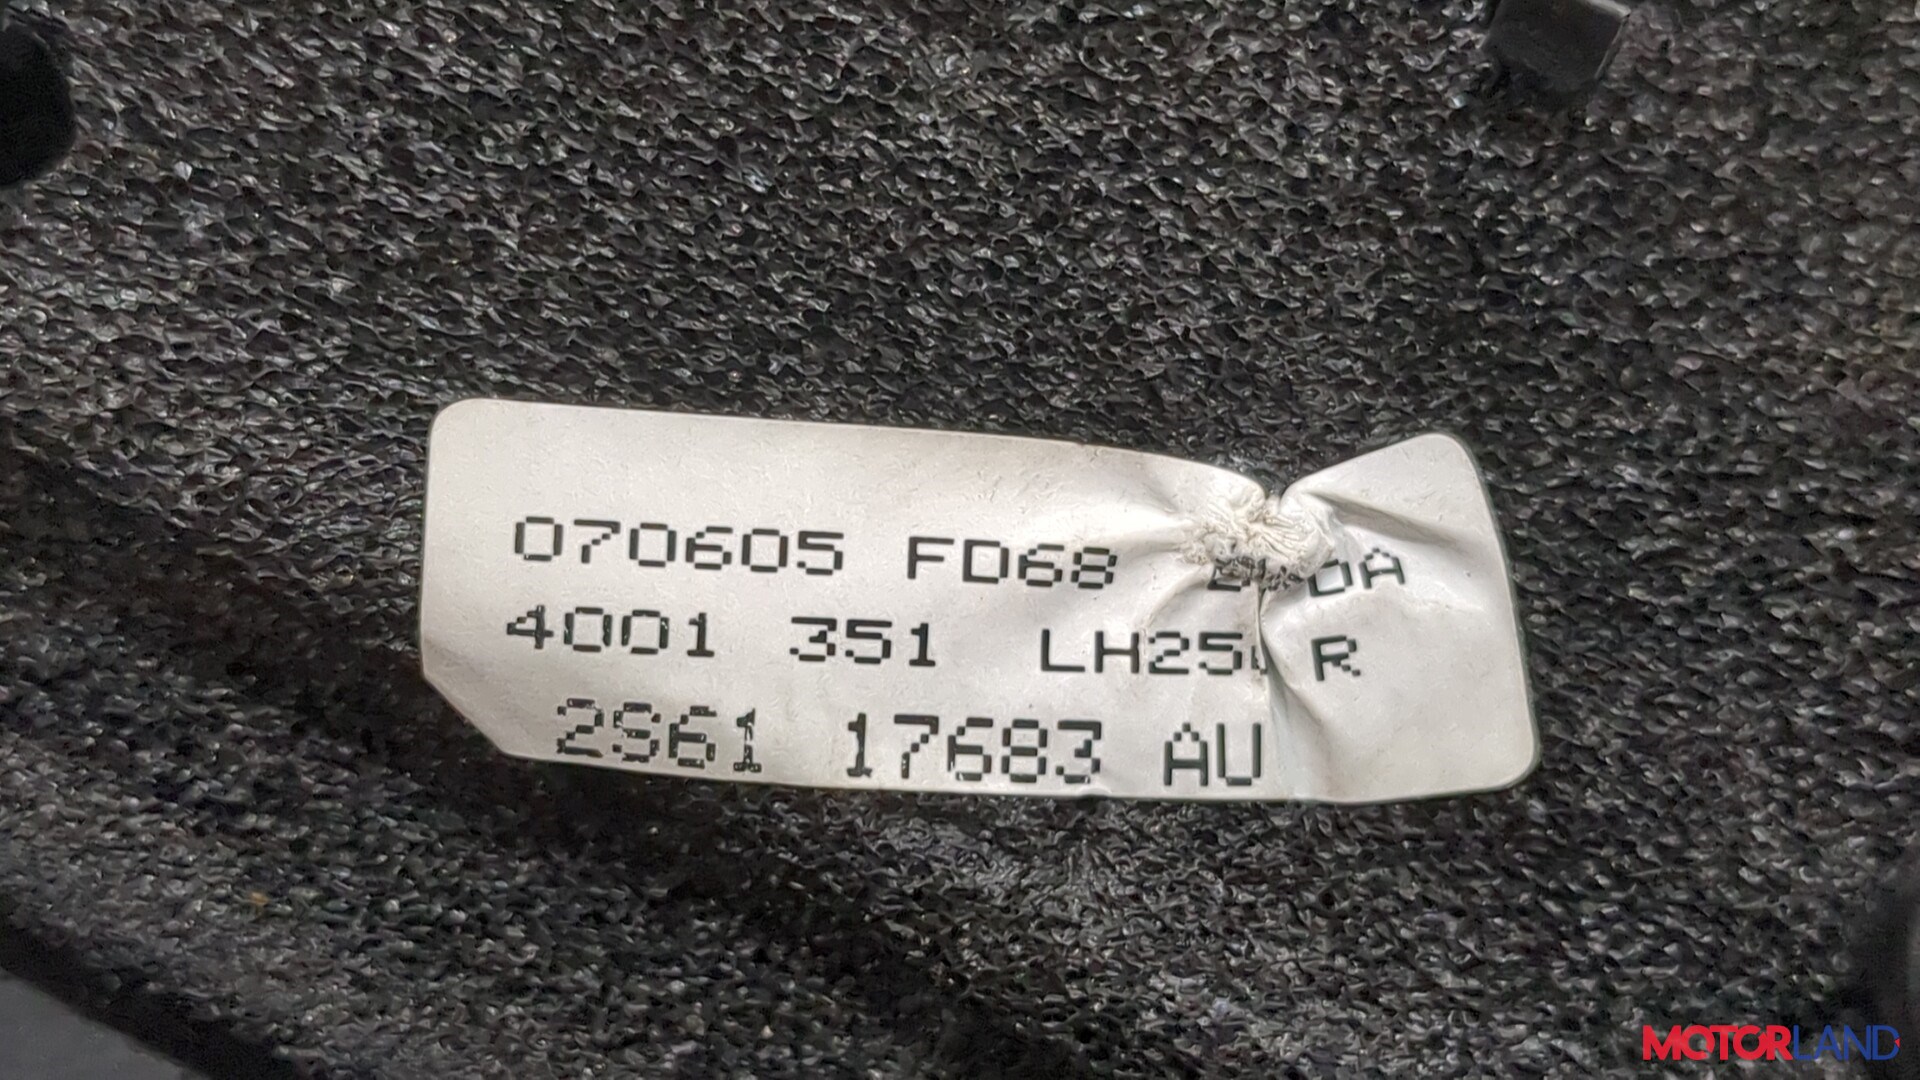 070605 FD68
4001 351 R
2S61 17683 AU
MOTORLAND